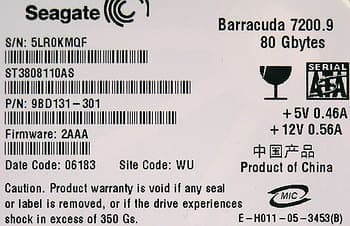 Seagate
Barracuda 7200.9
80 Gbytes
S/N: 5LR0KMQF
ST3808110AS
SERIAL
ATA
P/N: 9BD131-301
+5V 0.46A
+12V 0.56A
Firmware: 2AAA
中国产品
Date Code: 06183 Site Code: WU
Product of China
Caution. Product warranty is void if any seal
or label is removed, or if the drive experiences
shock in excess of 350 Gs.
MIC
E-H011-05-3453(B)